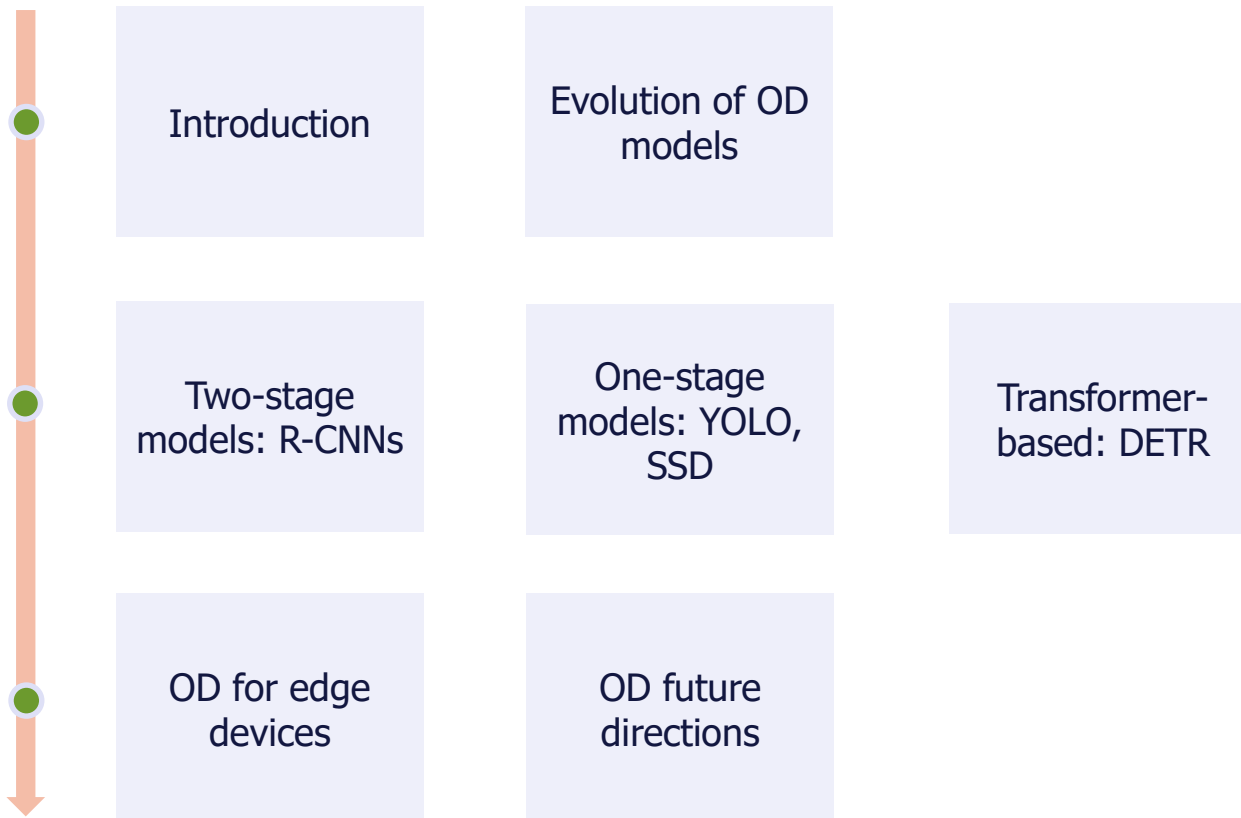 Introduction
Evolution of OD
models
Two-stage
models: R-CNNs
One-stage
models: YOLO,
SSD
Transformer-
based: DETR
OD for edge
devices
OD future
directions